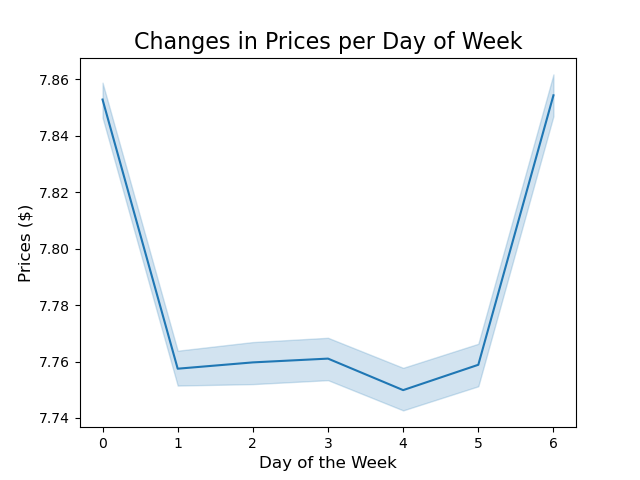 Changes in Prices per Day of Week
Prices ($)
7.86
7.84
7.82
7.80
7.78
7.76
7.74
0 1 2 3 4 5 6
Day of the Week